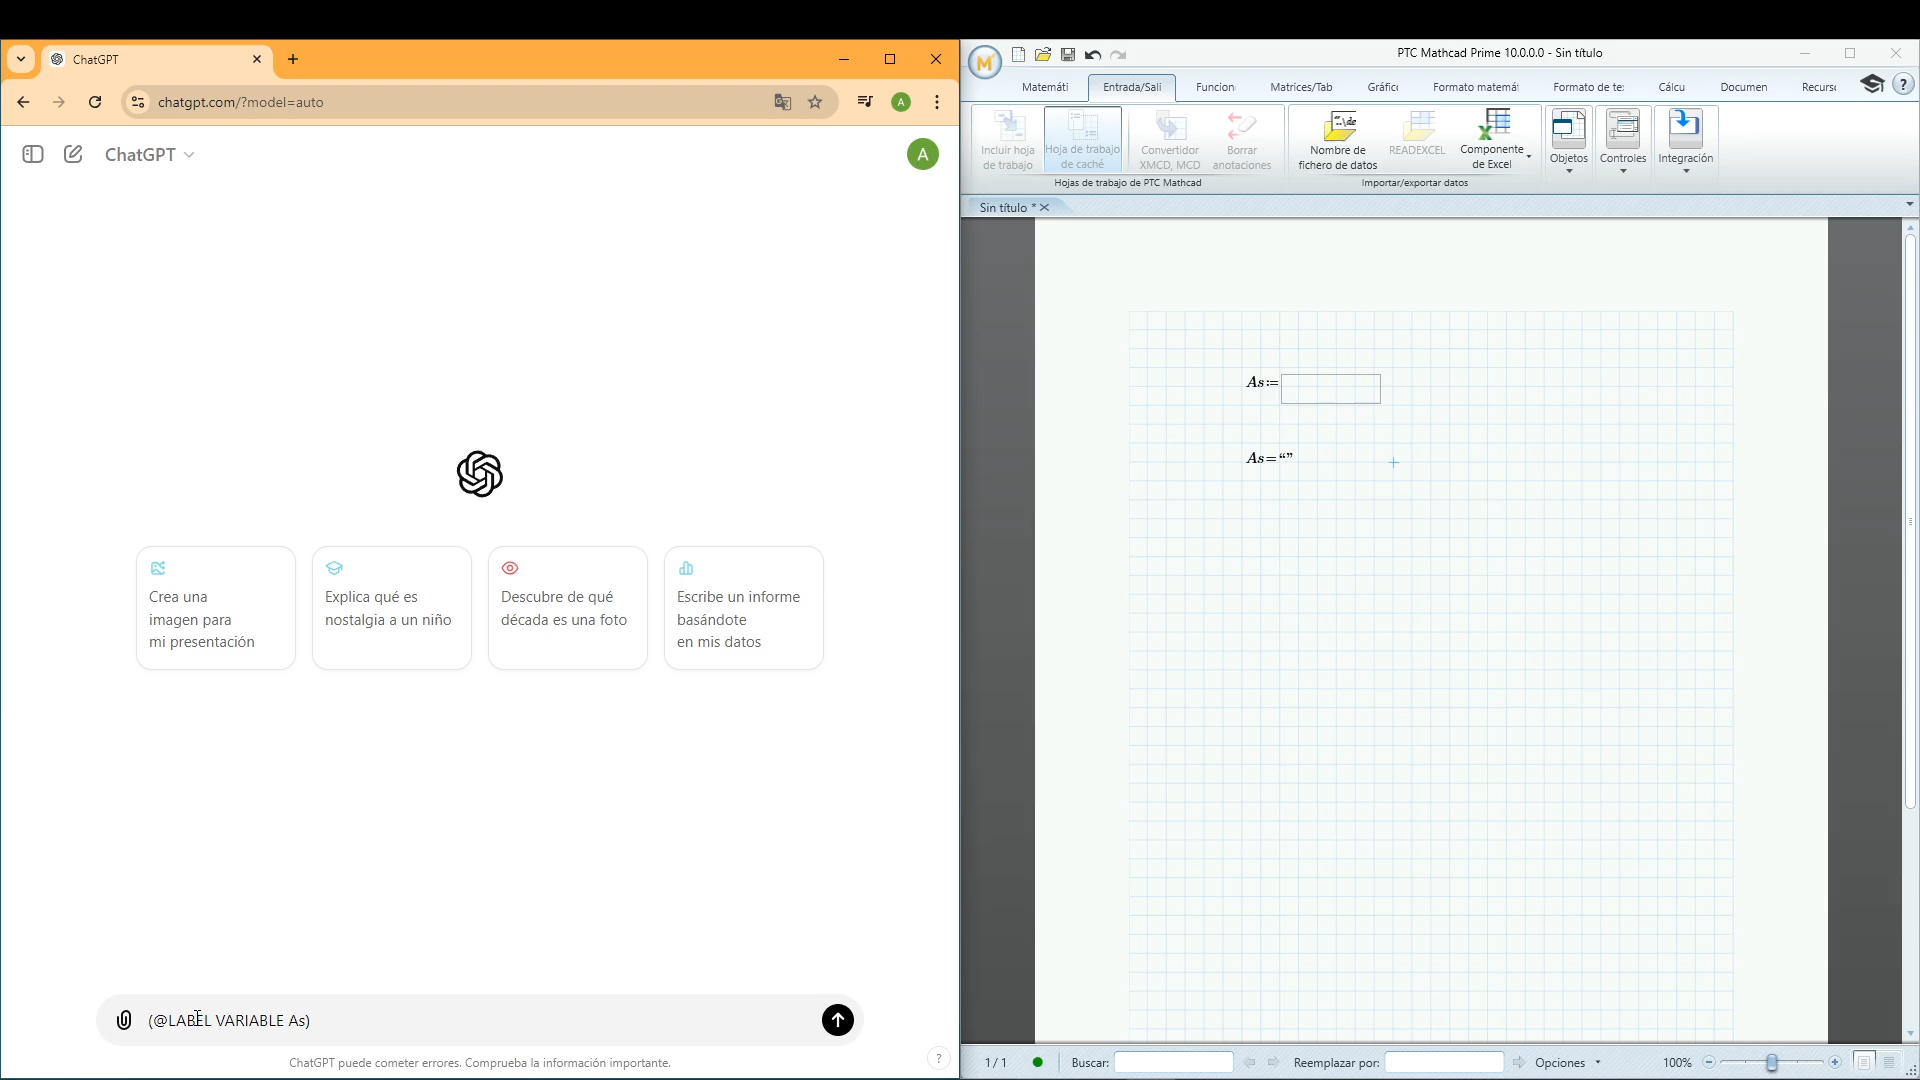 ChatGPT
chatgpt.com/?model=auto
A
ChatGPT
A
Crea una
imagen para
mi presentación
Explica qué es
nostalgia a un niño
Descubre de qué
década es una foto
Escribe un informe
basándote
en mis datos
(@LABEL VARIABLE As)
ChatGPT puede cometer errores. Comprueba la información importante.
?
M
PTC Mathcad Prime 10.0.0.0 - Sin título
Matemáti
Entrada/Sali
Funcion
Matrices/Tab
Gráfic
Formato matemát
Formato de te:
Cálcu
Documen
Recurs
?
Incluir hoja
de trabajo
Hoja de trabajo
de caché
Convertidor
XMCD, MCD
Borrar
anotaciones
Hojas de trabajo de PTC Mathcad
Nombre de
fichero de datos
READEXCEL
Componente
de Excel
Importar/exportar datos
Objetos
Controles
Integración
Sin título *
As:=
As=“”
1/1
Buscar:
Reemplazar por:
Opciones
100%